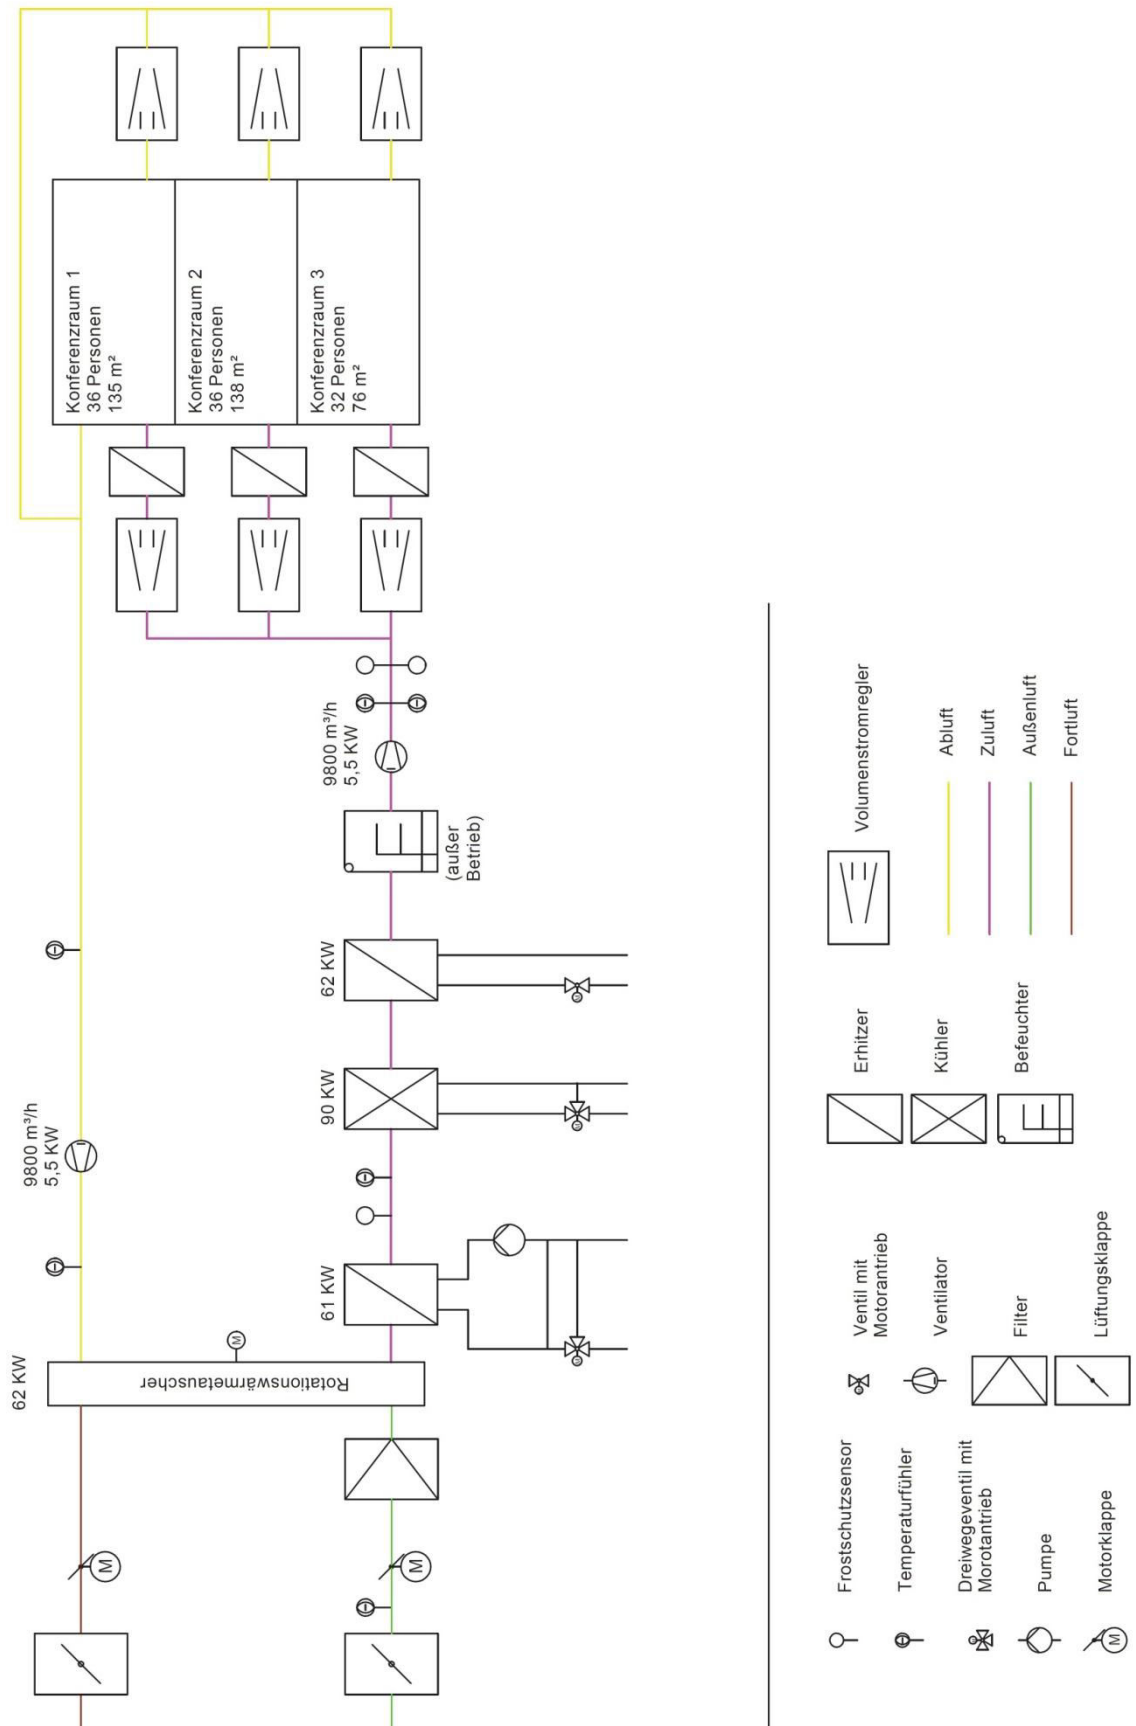 62 KW
Rotationswärmetauscher
M
M
M
61 KW
M
9800 m³/h
5,5 KW
90 KW
M
62 KW
M
(außer
Betrieb)
9800 m³/h
5,5 KW
Konferenzraum 1
36 Personen
135 m²
Konferenzraum 2
36 Personen
138 m²
Konferenzraum 3
32 Personen
76 m²
Frostschutzsensor
Temperaturfühler
Dreiwegeventil mit
Morotantrieb
Pumpe
M
Motorklappe
Ventil mit
Motorantrieb
Ventilator
Filter
Lüftungsklappe
Erhitzer
Kühler
Befeuchter
Volumenstromregler
Abluft
Zuluft
Außenluft
Fortluft